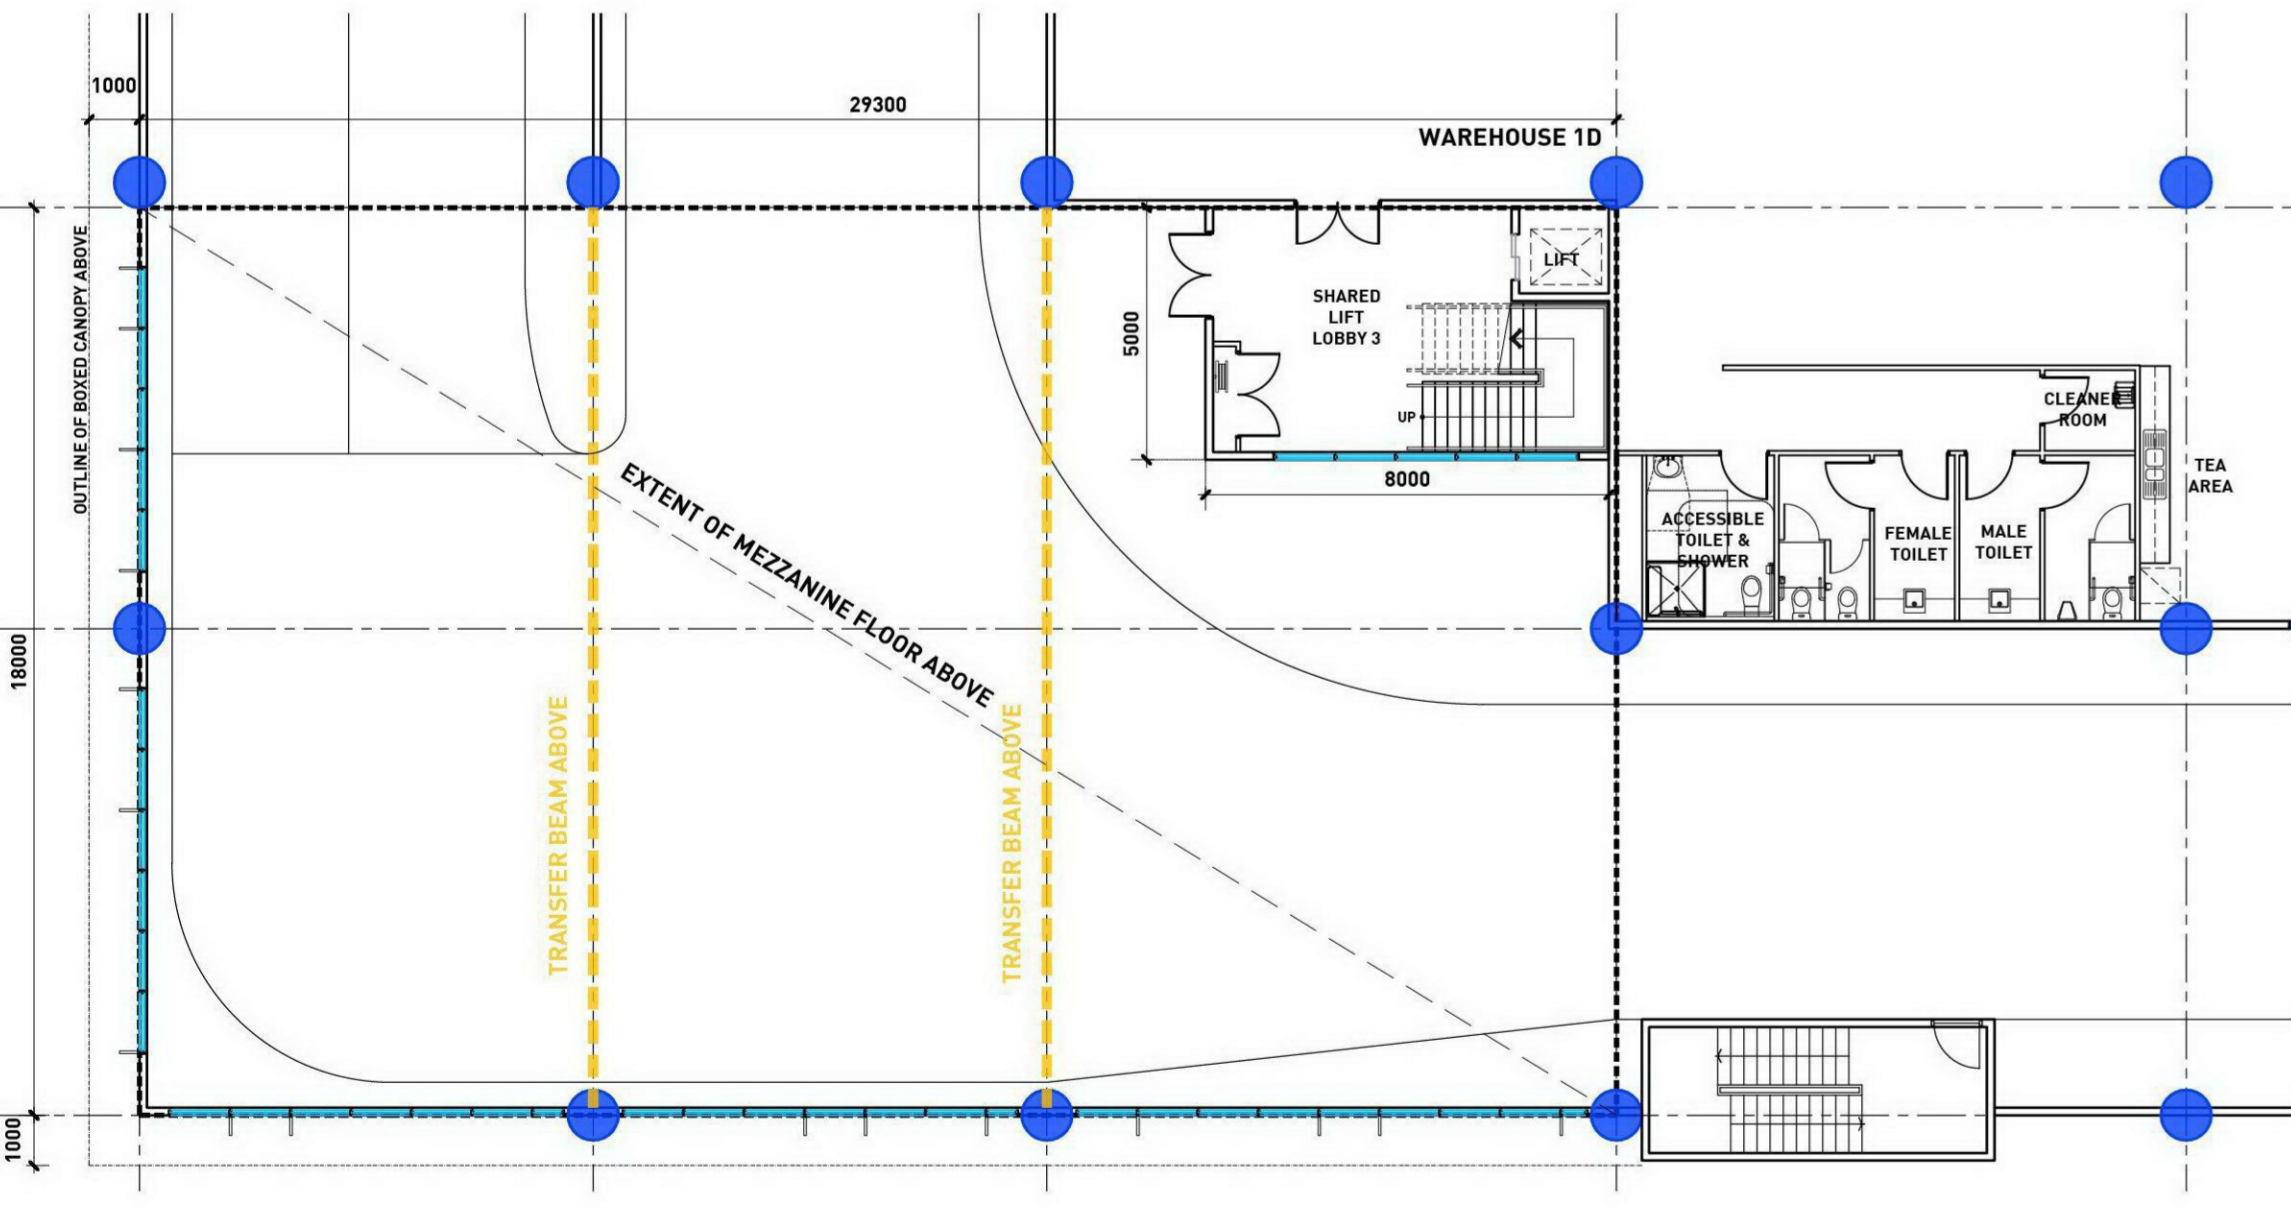 1000
29300
WAREHOUSE 1D
OUTLINE OF BOXED CANOPY ABOVE
LIFT
SHARED
LIFT
LOBBY 3
5000
UP
8000
CLEANER
ROOM
TEA
AREA
ACCESSIBLE
TOILET &
SHOWER
FEMALE
TOILET
MALE
TOILET
EXTENT OF MEZZANINE FLOOR ABOVE
18000
TRANSFER BEAM ABOVE
TRANSFER BEAM ABOVE
1000